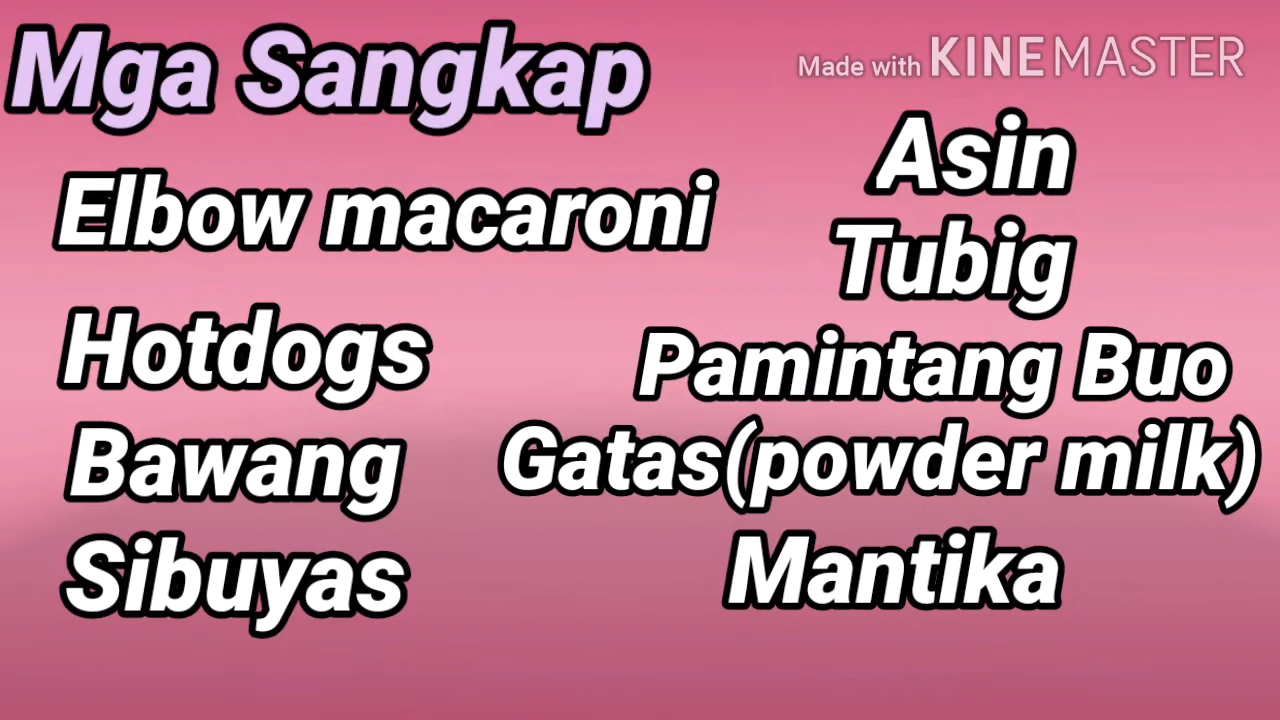 Mga Sangkap
Elbow macaroni
Hotdogs
Bawang
Sibuyas
Made with KINEMASTER
Asin
Tubig
Pamintang Buo
Gatas(powder milk)
Mantika